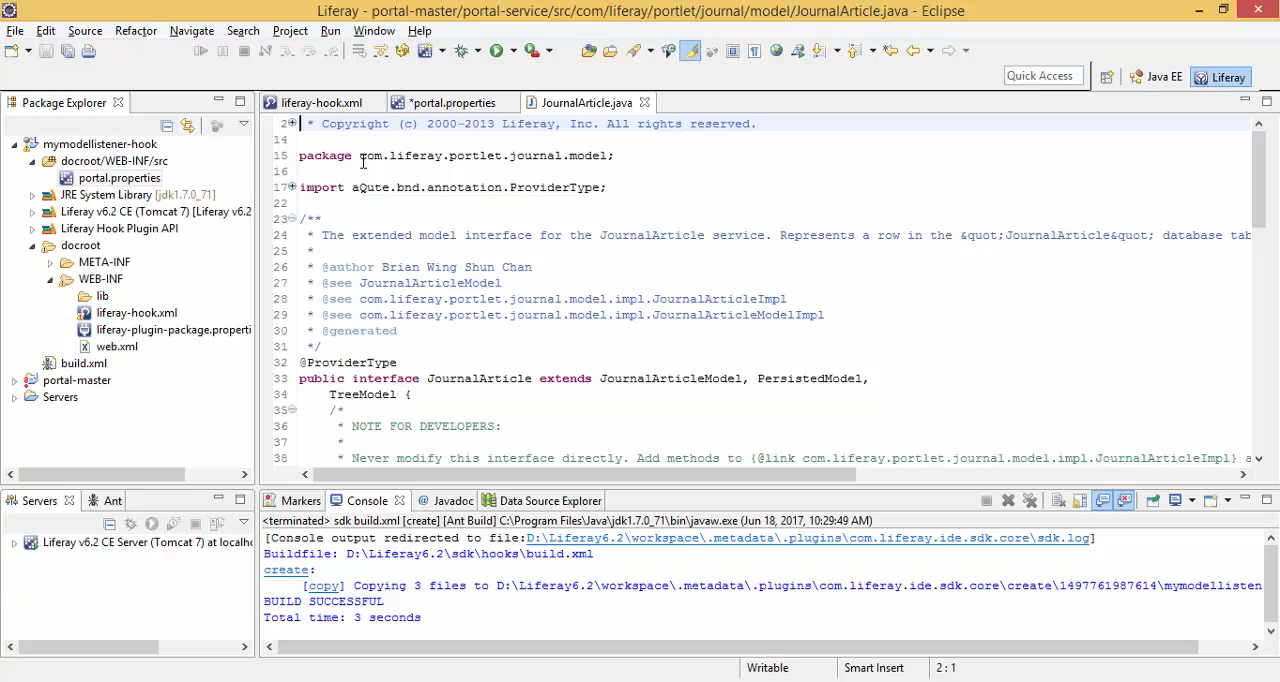 Liferay - portal-master/portal-service/src/com/liferay/portlet/journal/model/JournalArticle.java - Eclipse
File Edit Source Refactor Navigate Search Project Run Window Help
Quick Access
Java EE
Liferay
Package Explorer
liferay-hook.xml
*portal.properties
JournalArticle.java
mymodellistener-hook
docroot/WEB-INF/src
portal.properties
JRE System Library [jdk1.7.0_71]
Liferay v6.2 CE (Tomcat 7) [Liferay v6.2
Liferay Hook Plugin API
docroot
META-INF
WEB-INF
lib
liferay-hook.xml
liferay-plugin-package.properti
web.xml
build.xml
portal-master
Servers
2 * Copyright (c) 2000-2013 Liferay, Inc. All rights reserved.
14
15 package com.liferay.portlet.journal.model;
16
17 import aQute.bnd.annotation.ProviderType;
22
23 /**
24 * The extended model interface for the JournalArticle service. Represents a row in the &quot;JournalArticle&quot; database tab
25 *
26 * @author Brian Wing Shun Chan
27 * @see JournalArticleModel
28 * @see com.liferay.portlet.journal.model.impl.JournalArticleImpl
29 * @see com.liferay.portlet.journal.model.impl.JournalArticleModelImpl
30 * @generated
31 */
32 @ProviderType
33 public interface JournalArticle extends JournalArticleModel, PersistedModel,
34 TreeModel {
35 /*
36 * NOTE FOR DEVELOPERS:
37 *
38 * Never modify this interface directly. Add methods to {@link com.liferay.portlet.journal.model.impl.JournalArticleImpl} a
Servers
Ant
Liferay v6.2 CE Server (Tomcat 7) at localho
Markers
Console
Javadoc
Data Source Explorer
<terminated> sdk build.xml [create] [Ant Build] C:\Program Files\Java\jdk1.7.0_71\bin\javaw.exe (Jun 18, 2017, 10:29:49 AM)
[Console output redirected to file:D:\Liferay6.2\workspace\.metadata\.plugins\com.liferay.ide.sdk.core\sdk.log]
Buildfile: D:\Liferay6.2\sdk\hooks\build.xml
create:
[copy] Copying 3 files to D:\Liferay6.2\workspace\.metadata\.plugins\com.liferay.ide.sdk.core\create\1497761987614\mymodellisten
BUILD SUCCESSFUL
Total time: 3 seconds
Writable
Smart Insert
2 : 1